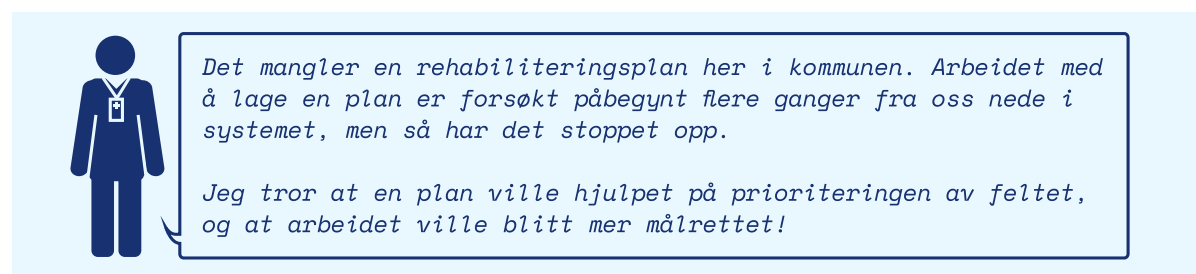 Det mangler en rehabiliteringsplan her i kommunen. Arbeidet med
å lage en plan er forsøkt påbegynt flere ganger fra oss nede i
systemet, men så har det stoppet opp.

Jeg tror at en plan ville hjulpet på prioriteringen av feltet,
og at arbeidet ville blitt mer målrettet!